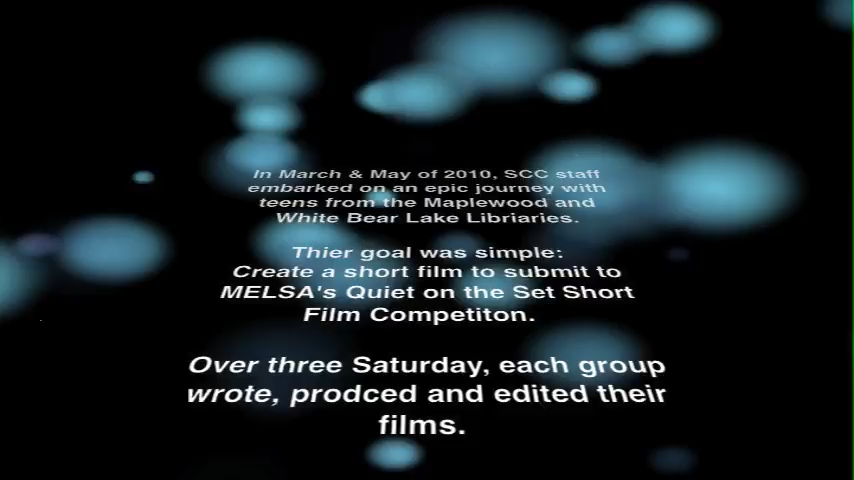 In March & May of 2010, SCC staff
embarked on an epic journey with
teens from the Maplewood and
White Bear Lake Libriaries.
Thier goal was simple:
Create a short film to submit to
MELSA's Quiet on the Set Short
Film Competiton.
Over three Saturday, each group
wrote, prodced and edited their
films.